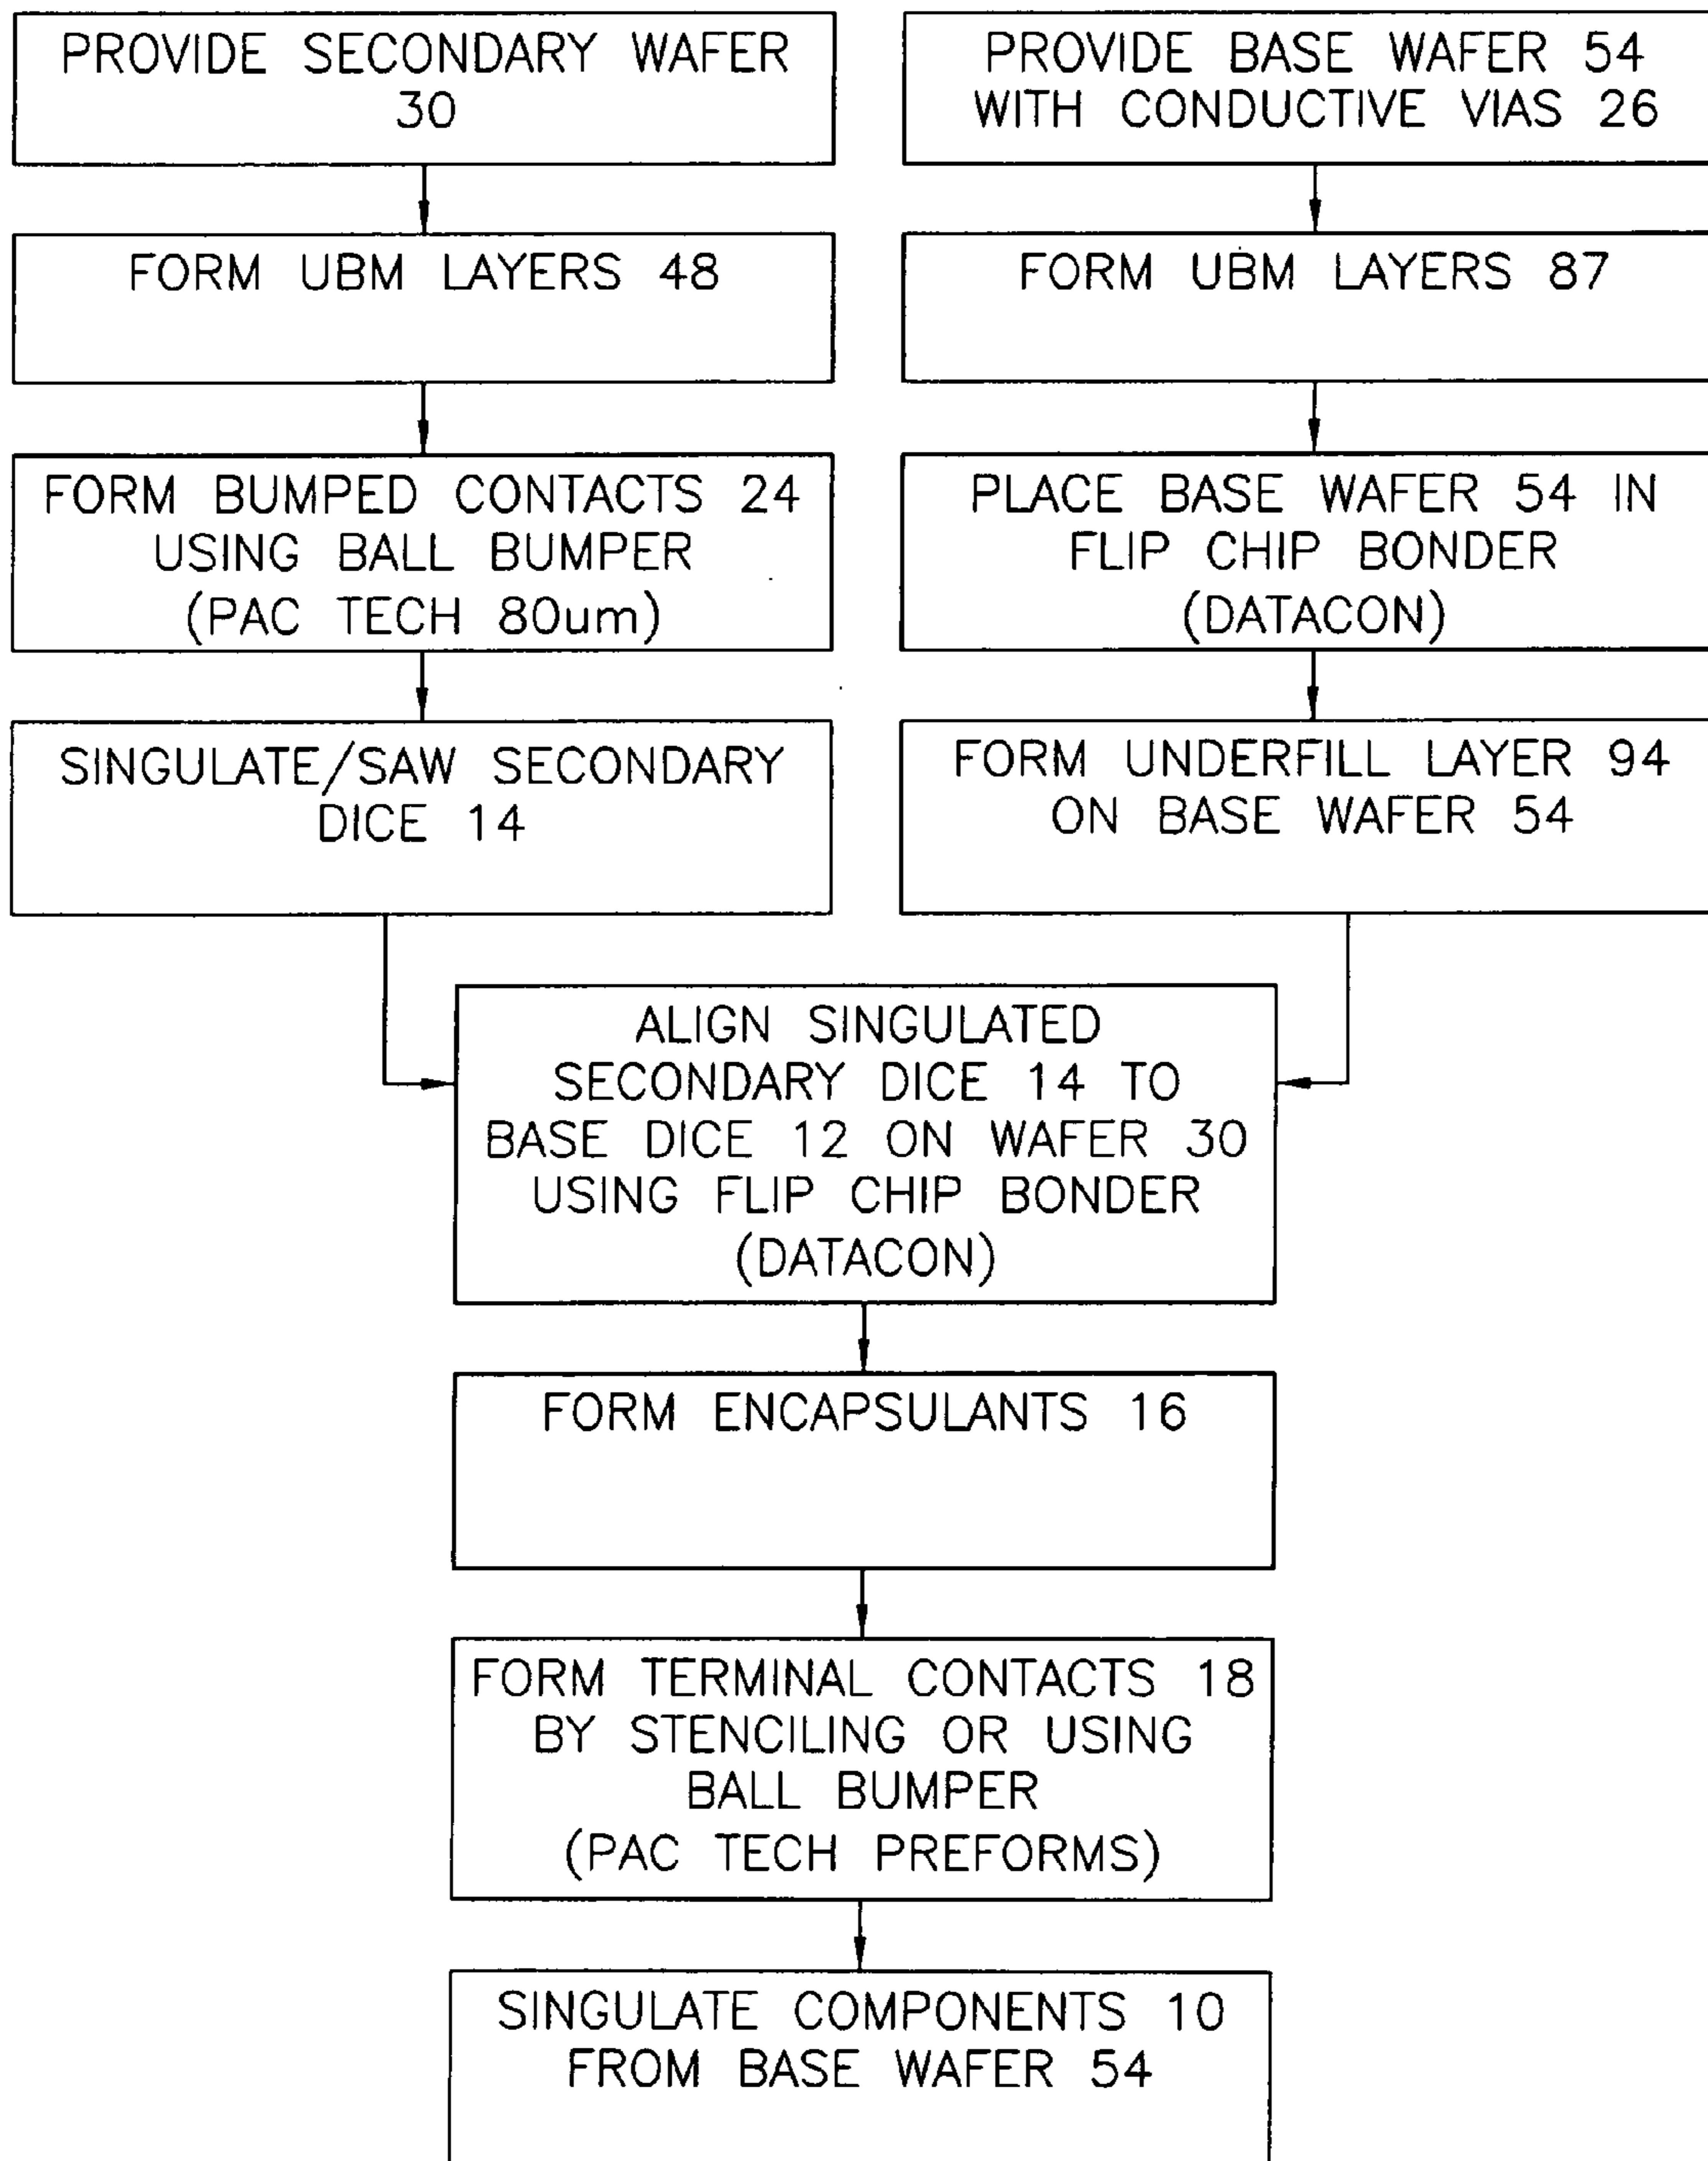 PROVIDE SECONDARY WAFER
30
FORM UBM LAYERS 48
FORM BUMPED CONTACTS 24
USING BALL BUMPER
(PAC TECH 80um)
SINGULATE/SAW SECONDARY
DICE 14
PROVIDE BASE WAFER 54
WITH CONDUCTIVE VIAS 26
FORM UBM LAYERS 87
PLACE BASE WAFER 54 IN
FLIP CHIP BONDER
(DATACON)
FORM UNDERFILL LAYER 94
ON BASE WAFER 54
ALIGN SINGULATED
SECONDARY DICE 14 TO
BASE DICE 12 ON WAFER 30
USING FLIP CHIP BONDER
(DATACON)
FORM ENCAPSULANTS 16
FORM TERMINAL CONTACTS 18
BY STENCILING OR USING
BALL BUMPER
(PAC TECH PREFORMS)
SINGULATE COMPONENTS 10
FROM BASE WAFER 54